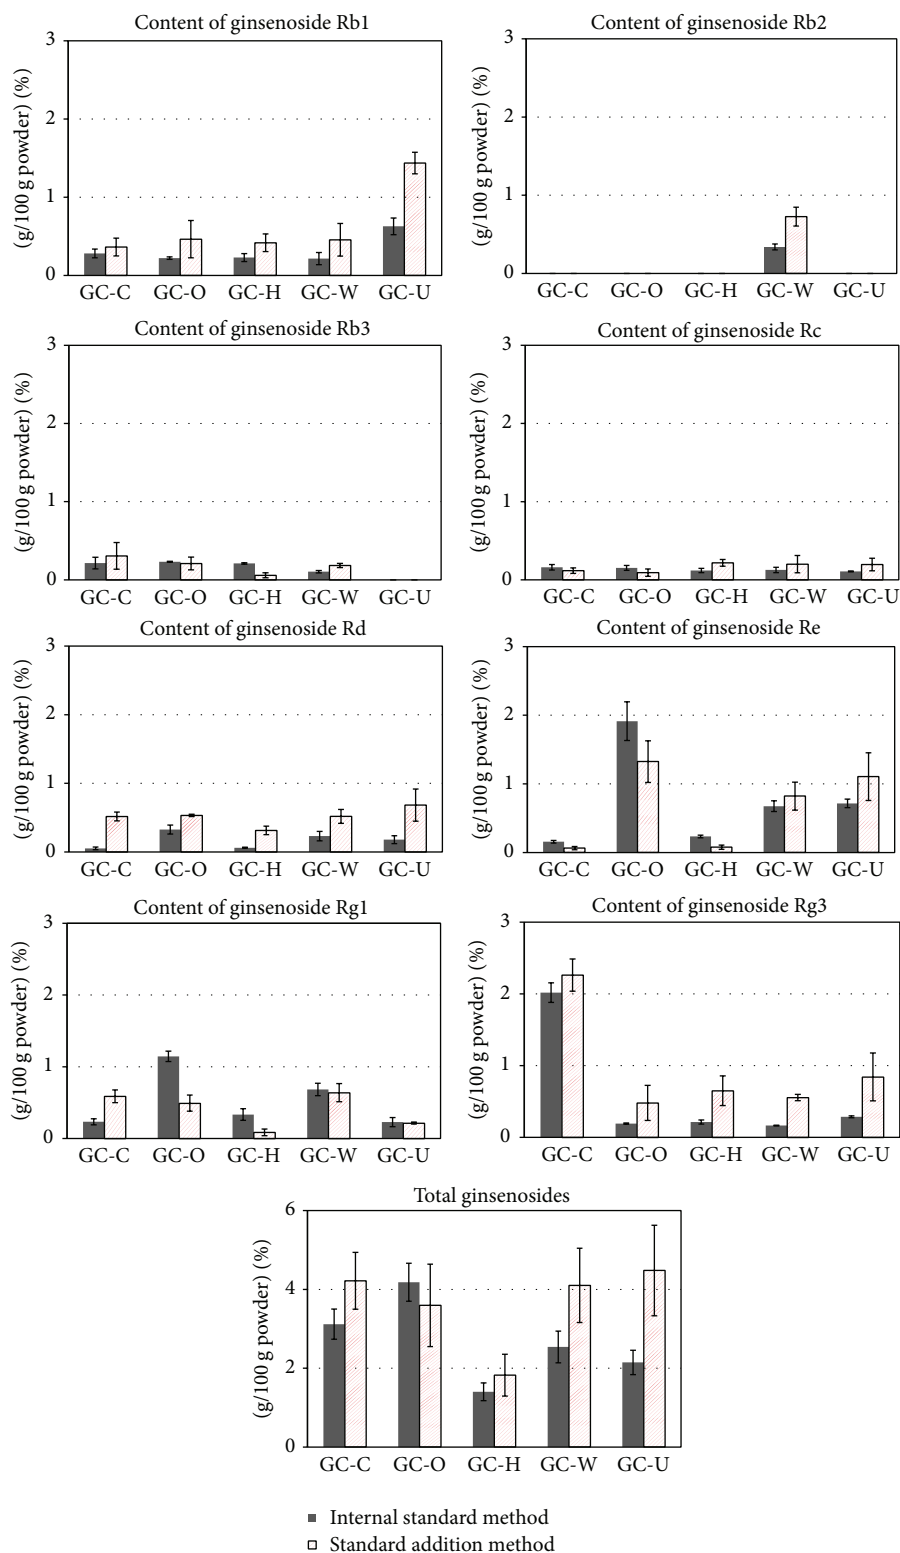 Content of ginsenoside Rb1
(g/100 g powder) (%)
3
2
1
0
GC-C GC-O GC-H GC-W GC-U
Content of ginsenoside Rb2
(g/100 g powder) (%)
3
2
1
0
GC-C GC-O GC-H GC-W GC-U
Content of ginsenoside Rb3
(g/100 g powder) (%)
3
2
1
0
GC-C GC-O GC-H GC-W GC-U
Content of ginsenoside Rc
(g/100 g powder) (%)
3
2
1
0
GC-C GC-O GC-H GC-W GC-U
Content of ginsenoside Rd
(g/100 g powder) (%)
3
2
1
0
GC-C GC-O GC-H GC-W GC-U
Content of ginsenoside Re
(g/100 g powder) (%)
3
2
1
0
GC-C GC-O GC-H GC-W GC-U
Content of ginsenoside Rg1
(g/100 g powder) (%)
3
2
1
0
GC-C GC-O GC-H GC-W GC-U
Content of ginsenoside Rg3
(g/100 g powder) (%)
3
2
1
0
GC-C GC-O GC-H GC-W GC-U
Total ginsenosides
(g/100 g powder) (%)
6
4
2
0
GC-C GC-O GC-H GC-W GC-U
Internal standard method
Standard addition method